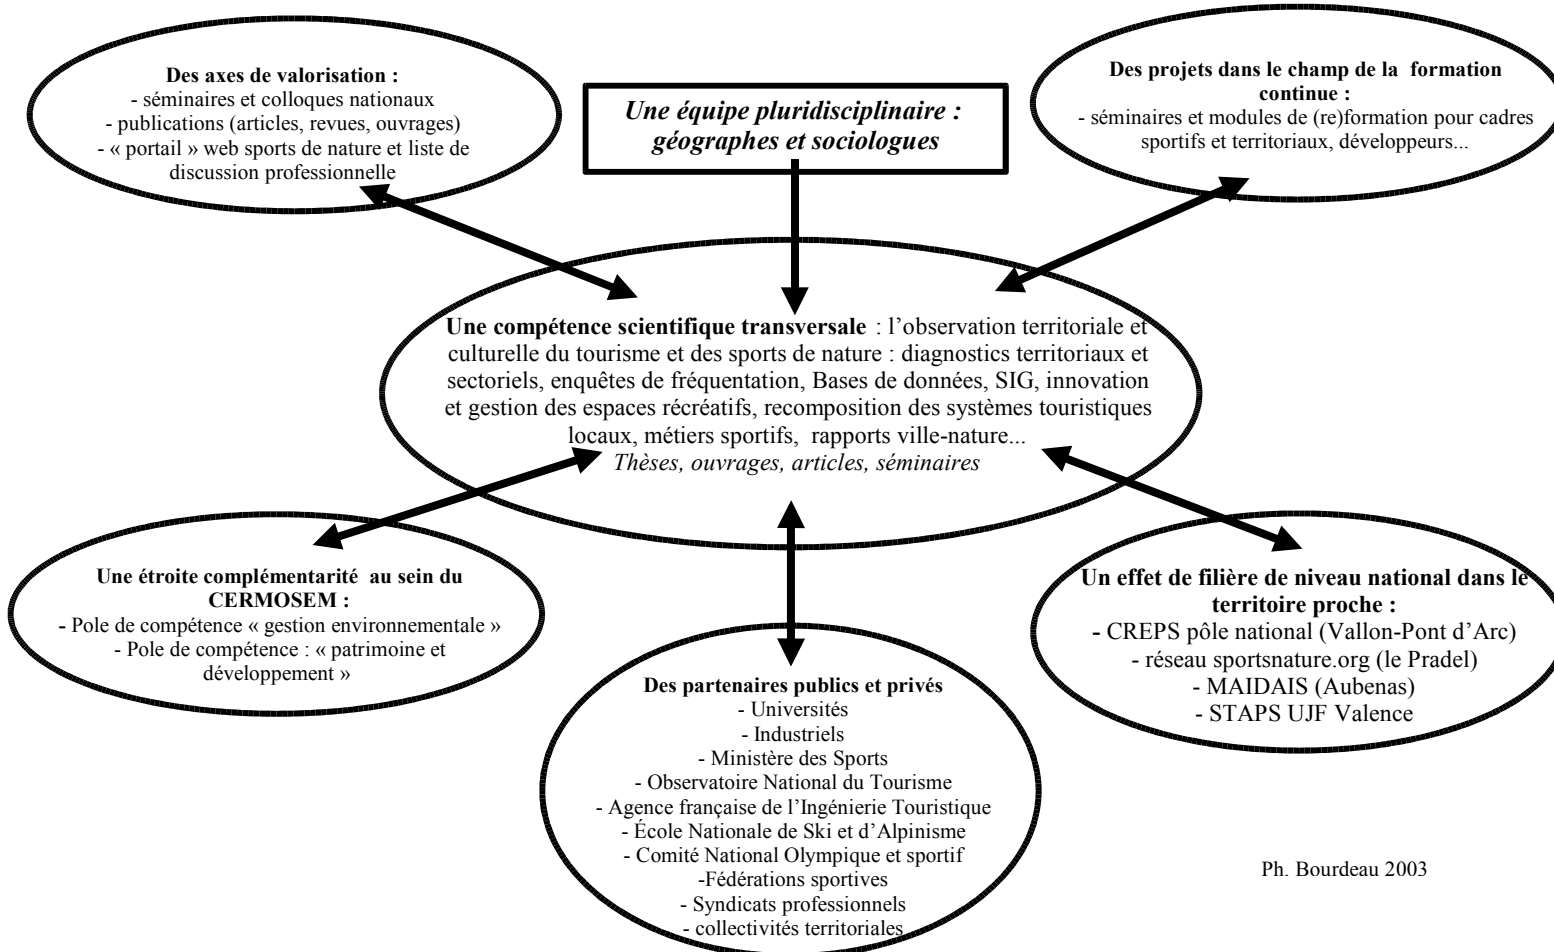 Des axes de valorisation :
- séminaires et colloques nationaux
- publications (articles, revues, ouvrages)
- « portail » web sports de nature et liste de
discussion professionnelle
Une équipe pluridisciplinaire :
géographes et sociologues
Des projets dans le champ de la formation
continue :
- séminaires et modules de (re)formation pour cadres
sportifs et territoriaux, développeurs...
Une compétence scientifique transversale : l’observation territoriale et
culturelle du tourisme et des sports de nature : diagnostics territoriaux et
sectoriels, enquêtes de fréquentation, Bases de données, SIG, innovation
et gestion des espaces récréatifs, recomposition des systèmes touristiques
locaux, métiers sportifs, rapports ville-nature...
Thèses, ouvrages, articles, séminaires
Une étroite complémentarité au sein du
CERMOSEM :
- Pole de compétence « gestion environnementale »
- Pole de compétence : « patrimoine et
développement »
Des partenaires publics et privés
- Universités
- Industriels
- Ministère des Sports
- Observatoire National du Tourisme
- Agence française de l’Ingénierie Touristique
- École Nationale de Ski et d’Alpinisme
- Comité National Olympique et sportif
-Fédérations sportives
- Syndicats professionnels
- collectivités territoriales
Un effet de filière de niveau national dans le
territoire proche :
- CREPS pôle national (Vallon-Pont d’Arc)
- réseau sportsnature.org (le Pradel)
- MAIDAIS (Aubenas)
- STAPS UJF Valence
Ph. Bourdeau 2003